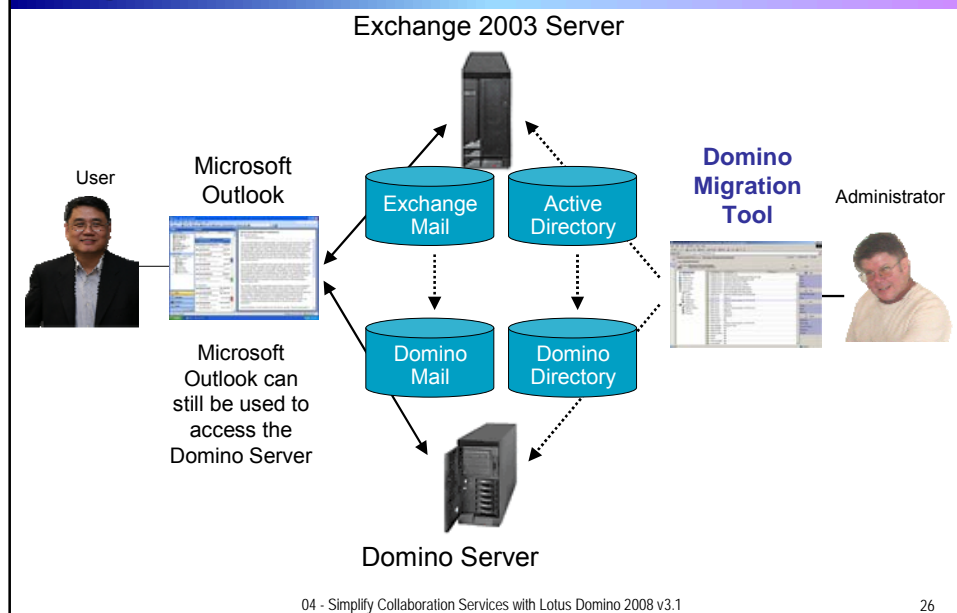 Exchange 2003 Server
User
Microsoft
Outlook
Exchange
Mail
Active
Directory
Domino
Migration
Tool
Administrator
Domino
Mail
Domino
Directory
Microsoft
Outlook can
still be used to
access the
Domino Server
Domino Server
04 - Simplify Collaboration Services with Lotus Domino 2008 v3.1
26